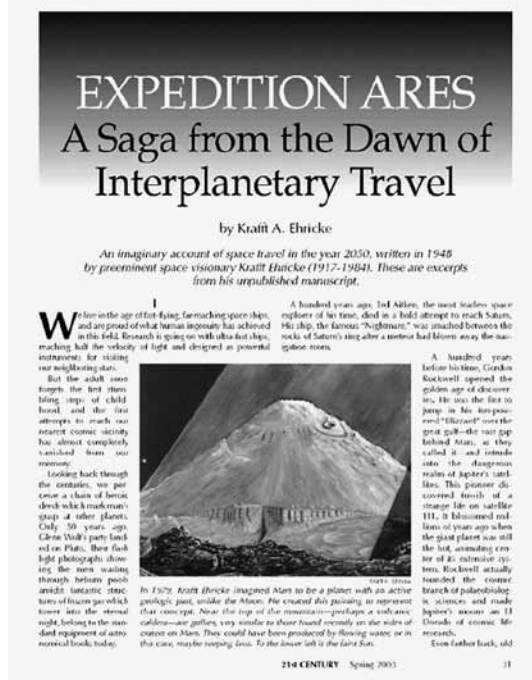 EXPEDITION ARES
A Saga from the Dawn of
Interplanetary Travel
by Krafft A. Ehricke
An imaginary account of space travel in the year 2050, written in 1948
by preeminent space visionary Krafft Ehricke (1917-1984). These are excerpts
from his unpublished manuscript.
I
We live in the age of fast-flying, far-reaching space ships,
and are proud of what human ingenuity has achieved
in this field. Research is going on with ultra-fast ships,
reaching half the velocity of light and designed as powerful
instruments for visiting
our neighboring stars.
But the adult soon
forgets the first stum-
bling steps of child-
hood, and the first
attempts to reach our
nearest cosmic vicinity
has almost completely
vanished from our
memory.
Looking back through
the centuries, we per-
ceive a chain of heroic
deeds which mark man's
grasp at other planets.
Only 50 years ago,
Glenn Wolf's party land-
ed on Pluto. Their flash
light photographs show-
ing the men wading
through helium pools
amidst fantastic struc-
tures of frozen gas which
tower into the eternal
night, belong to the stan-
dard equipment of astro-
nomical books today.
A hundred years ago, Ted Aitken, the most fearless space
explorer of his time, died in a bold attempt to reach Saturn.
His ship, the famous "Nightmare," was smashed between the
rocks of Saturn's ring after a meteor had blown away the nav-
igation room.
A hundred years
before his time, Gordon
Rockwell opened the
golden age of discover-
ies. He was the first to
jump in his ion-pow-
ered "Blizzard" over the
great gulf—the vast gap
behind Mars, as they
called it—and intrude
into the dangerous
realm of Jupiter's satel-
lites. This pioneer dis-
covered fossils of a
strange life on satellite
III. It blossomed mil-
lions of years ago when
the giant planet was still
the hot, animating cen-
ter of its extensive sys-
tem. Rockwell actually
founded the cosmic
branch of palaeobiolog-
ic sciences and made
Jupiter's moons an El
Dorado of cosmic life
research.
Even farther back, old
Krafft Ehricke
In 1979, Krafft Ehricke imagined Mars to be a planet with an active
geologic past, unlike the Moon. He created this painting to represent
that concept. Near the top of the mountain—perhaps a volcanic
caldera—are gullies, very similar to those found recently on the sides of
craters on Mars. They could have been produced by flowing water, or in
this case, maybe seeping lava. To the lower left is the faint Sun.
21st CENTURY Spring 2003